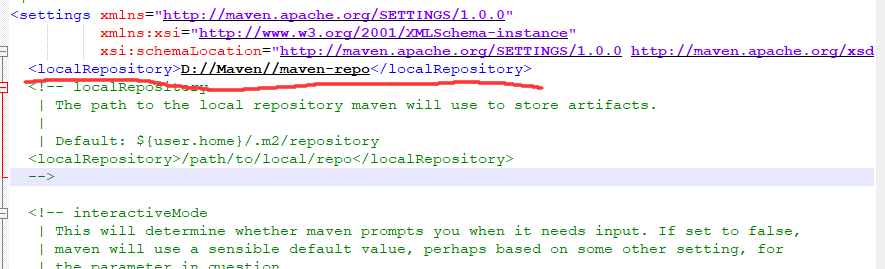 <settings xmlns="http://maven.apache.org/SETTINGS/1.0.0"
xmlns:xsi="http://www.w3.org/2001/XMLSchema-instance"
xsi:schemaLocation="http://maven.apache.org/SETTINGS/1.0.0 http://maven.apache.org/xsd
<localRepository>D://Maven//maven-repo</localRepository>
<!-- localRepository
| The path to the local repository maven will use to store artifacts.
|
| Default: ${user.home}/.m2/repository
<localRepository>/path/to/local/repo</localRepository>
-->
<!-- interactiveMode
| This will determine whether maven prompts you when it needs input. If set to false,
| maven will use a sensible default value, perhaps based on some other setting, for
| the parameter in question